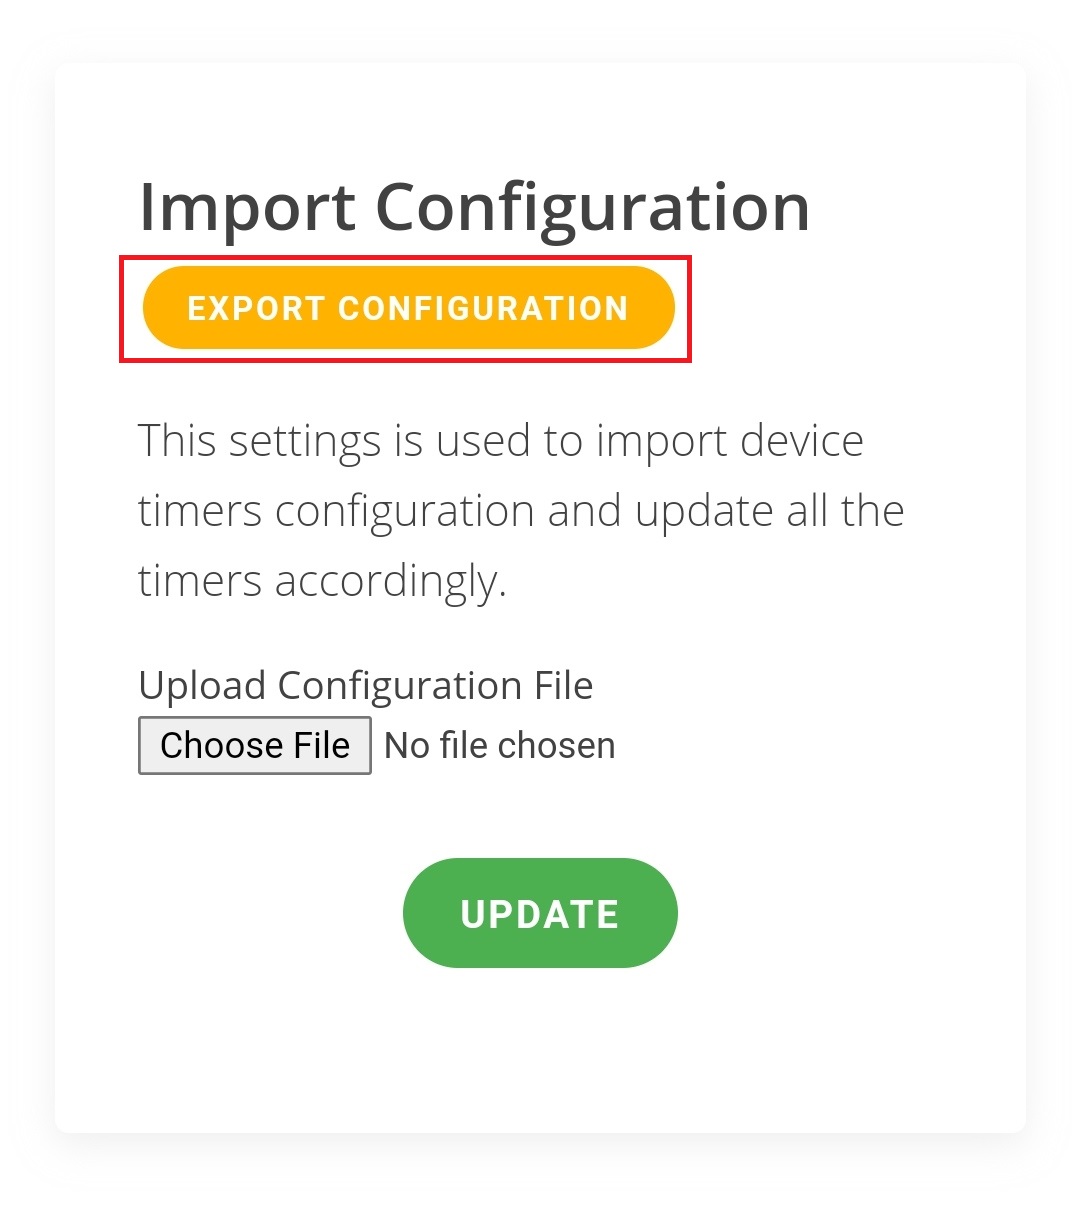 Import Configuration
EXPORT CONFIGURATION
This settings is used to import device
timers configuration and update all the
timers accordingly.
Upload Configuration File
Choose File No file chosen
UPDATE